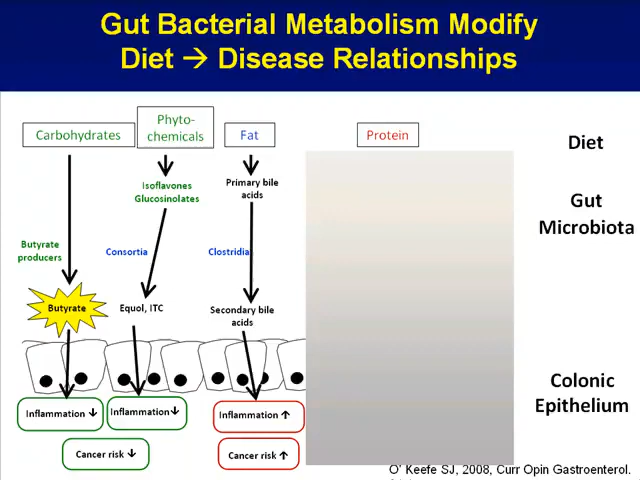 Gut Bacterial Metabolism Modify
Diet → Disease Relationships
Carbohydrates
Phyto-
chemicals
Fat
Protein
Diet
Isoflavones
Glucosinolates
Primary bile
acids
Gut
Microbiota
Butyrate
producers
Consortia
Clostridia
Butyrate
Equol, ITC
Secondary bile
acids
Colonic
Epithelium
Inflammation ↓
Inflammation ↓
Inflammation ↑
Cancer risk ↓
Cancer risk ↑
O' Keefe SJ, 2008, Curr Opin Gastroenterol.